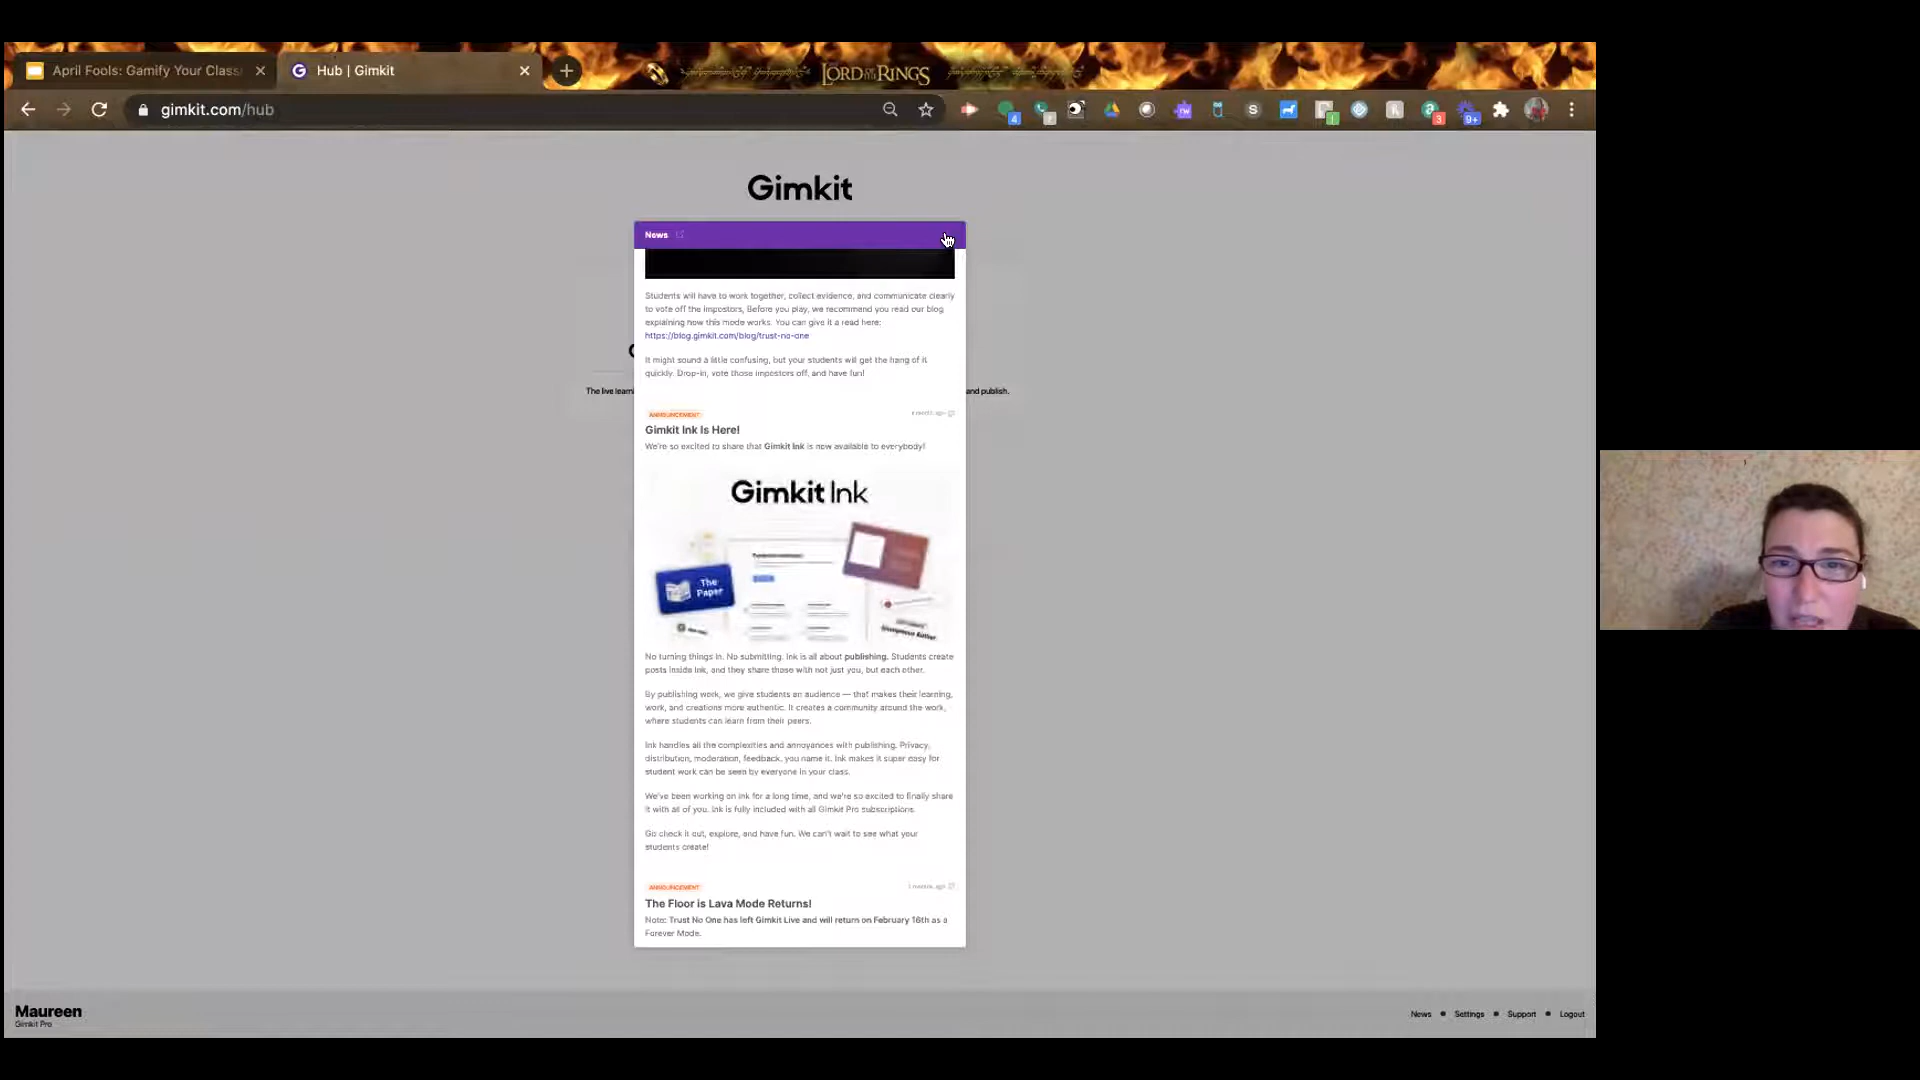 April Fools: Gamify Your Class
Hub | Gimkit
LORD OF THE RINGS
gimkit.com/hub
4
3
9+
Gimkit
News
Students will have to work together, collect evidence, and communicate clearly
to vote off the impostors, Before you play, we recommend you read our blog
explaining how this mode works. You can give it a read here:
https://blog.gimkit.com/blog/trust-no-one
It might sound a little confusing, but your students will get the hang of it
quickly. Drop-in, vote those impostors off, and have fun!
The live learni
and publish.
ANNOUNCEMENT
Gimkit Ink Is Here!
We're so excited to share that Gimkit Ink is now available to everybody!
Gimkit Ink
The
Paper
Anonymous Author
No turning things in. No submitting. Ink is all about publishing. Students create
posts inside Ink, and they share those with not just you, but each other.
By publishing work, we give students an audience — that makes their learning,
work, and creations more authentic. It creates a community around the work,
where students can learn from their peers.
Ink handles all the complexities and annoyances with publishing. Privacy,
distribution, moderation, feedback, you name it. Ink makes it super easy for
student work can be seen by everyone in your class.
We've been working on Ink for a long time, and we're so excited to finally share
it with all of you. Ink is fully included with all Gimkit Pro subscriptions.
Go check it out, explore, and have fun. We can't wait to see what your
students create!
ANNOUNCEMENT
The Floor is Lava Mode Returns!
Note: Trust No One has left Gimkit Live and will return on February 16th as a
Forever Mode.
Maureen
Gimkit Pro
News
Settings
Support
Logout